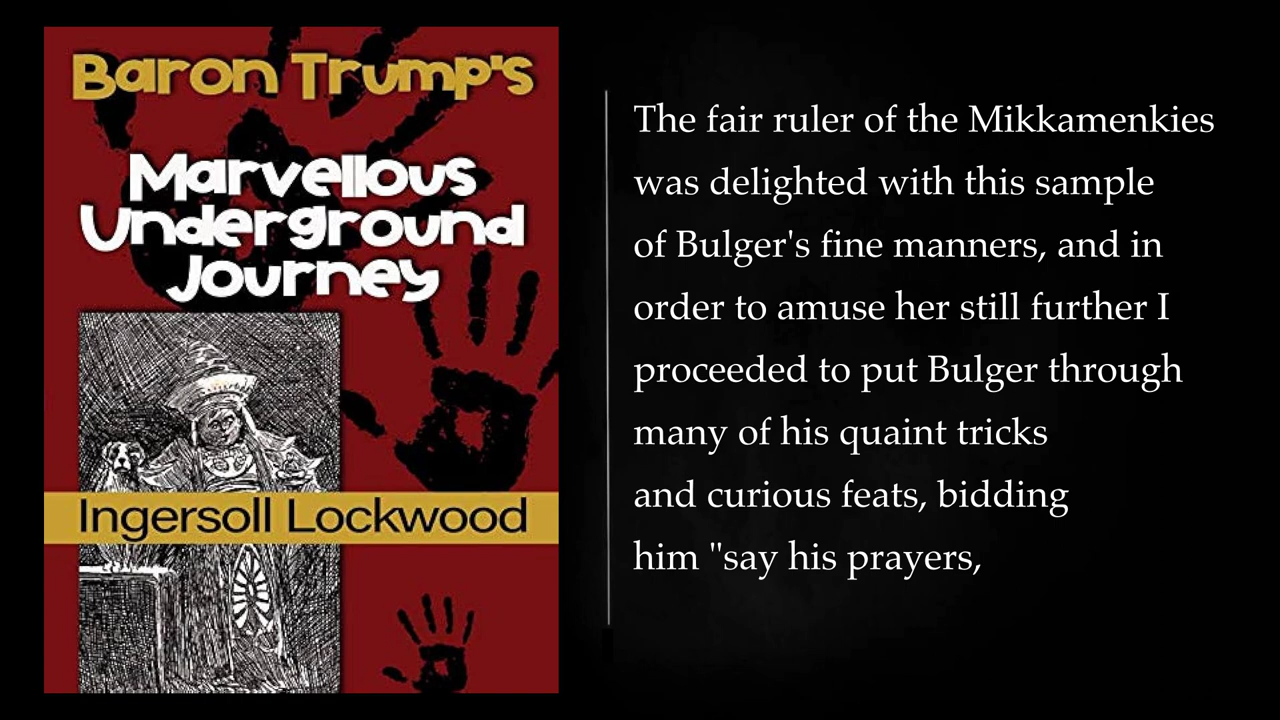 Baron Trump's
Marvellous
Underground
Journey
Ingersoll Lockwood
The fair ruler of the Mikkamenkies
was delighted with this sample
of Bulger's fine manners, and in
order to amuse her still further I
proceeded to put Bulger through
many of his quaint tricks
and curious feats, bidding
him "say his prayers,